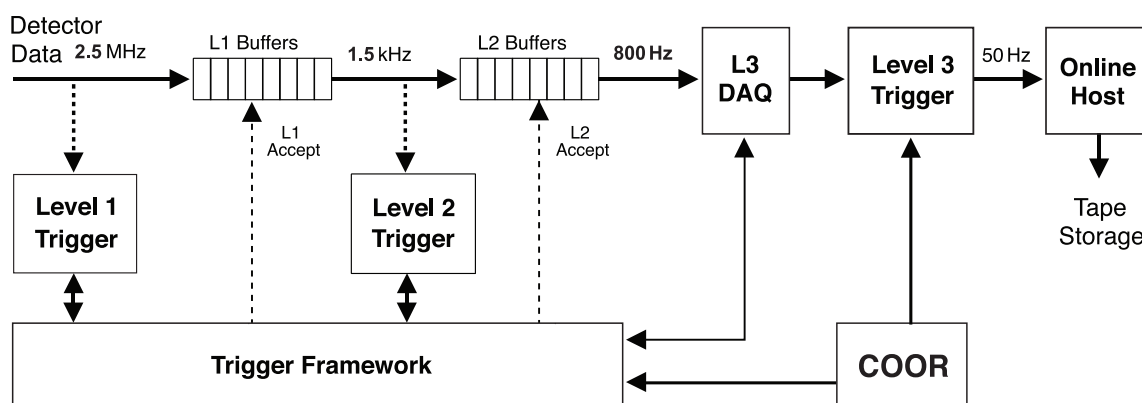 Detector
Data 2.5 MHz
L1 Buffers
1.5 kHz
L2 Buffers
800 Hz
L3
DAQ
Level 3
Trigger
50 Hz
Online
Host
L1
Accept
L2
Accept
Level 1
Trigger
Level 2
Trigger
Tape
Storage
Trigger Framework
COOR